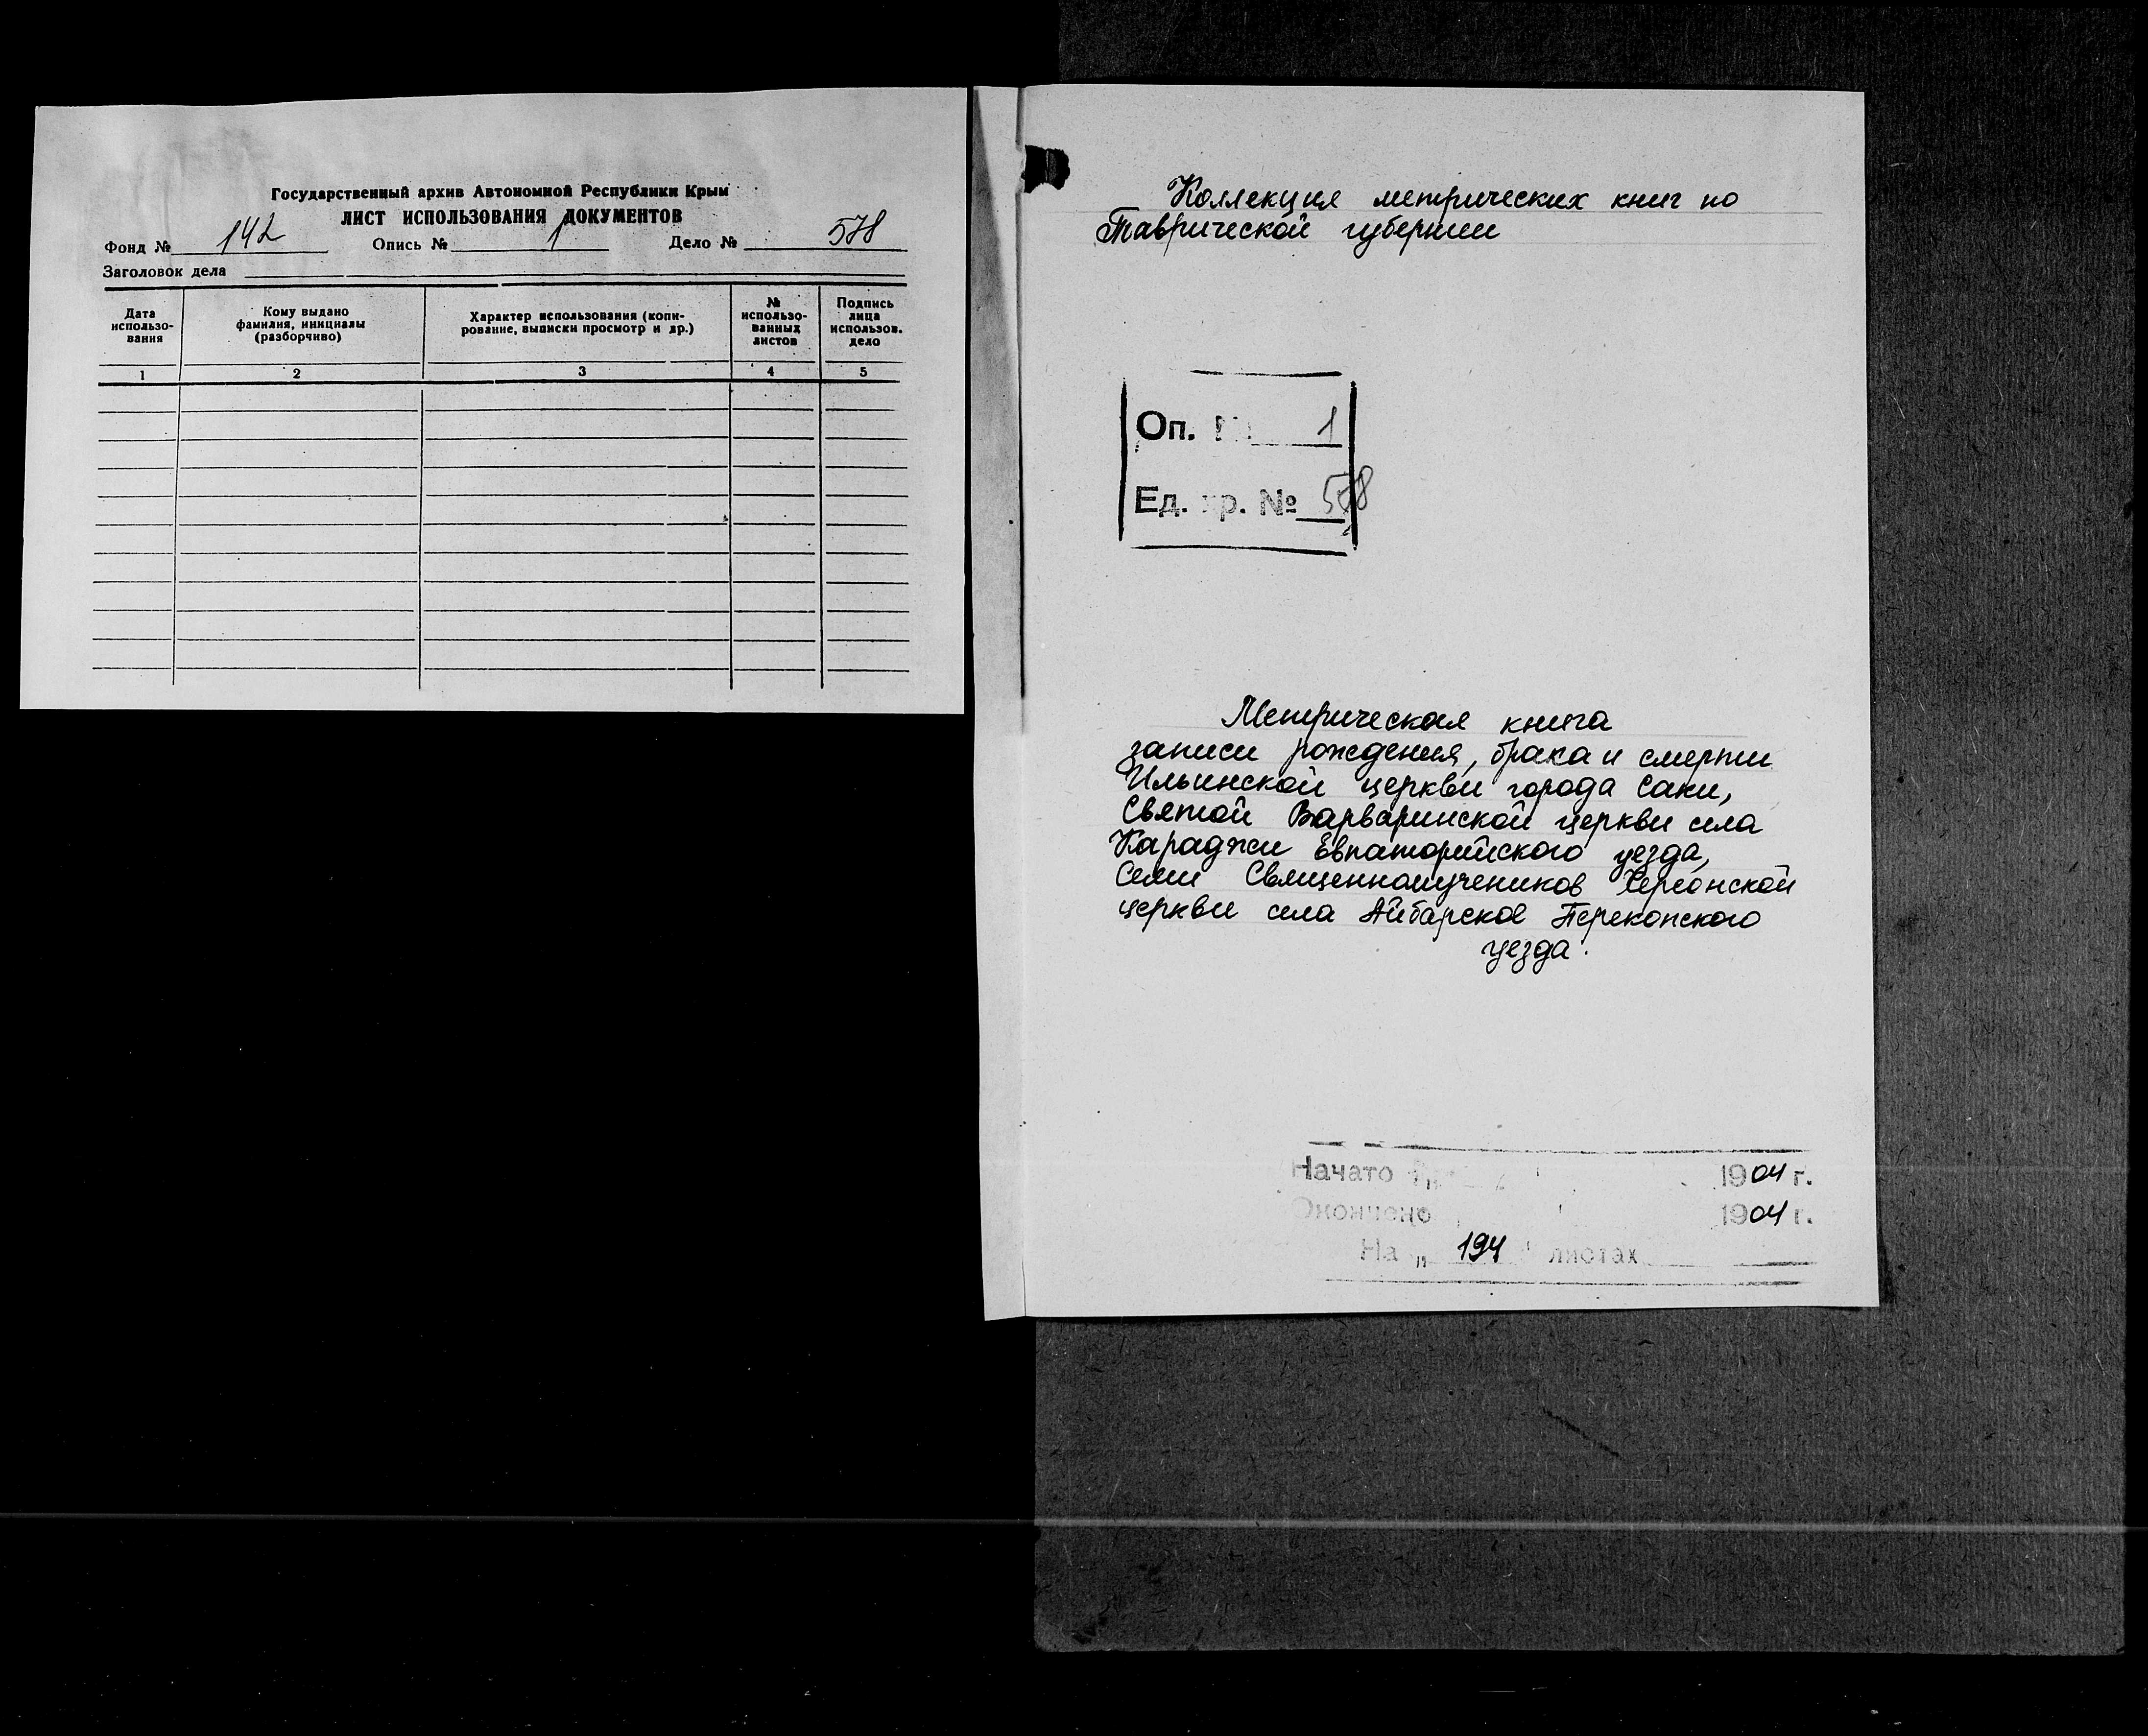 Государственный архив Автономной Республики Крым
ЛИСТ ИСПОЛЬЗОВАНИЯ ДОКУМЕНТОВ
Фонд № 142 Опись № 1 Дело № 578
Заголовок дела
Дата использо-вания
Кому выдано фамилия, инициалы (разборчиво)
Характер использования (копи-рование, выписки просмотр и др.)
№ использо-ванных листов
Подпись лица использов. дело
1 2 3 4 5
Коллекция метрических книг по
Таврической губернии
Оп. № 1
Ед. хр. № 578
Метрическая книга
записи рождения, брака и смерти
Ильинской церкви города Саки,
Святой Варваринской церкви села
Караджи Евпаторийского уезда,
Семи Священномучеников Херсонской
церкви села Айбарское Перекопского
уезда.
Начато 1904 г.
Окончено 1904 г.
На „ 194 листах